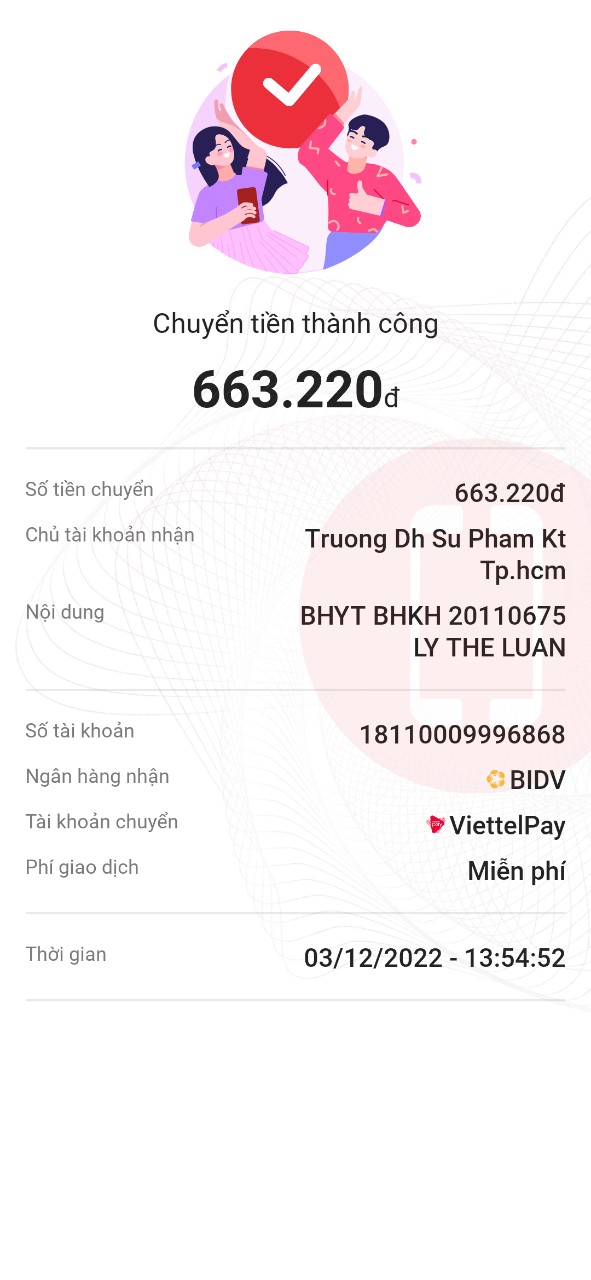 Chuyển tiền thành công
663.220đ
Số tiền chuyển 663.220đ
Chủ tài khoản nhận Truong Dh Su Pham Kt
Tp.hcm
Nội dung BHYT BHKH 20110675
LY THE LUAN
Số tài khoản 18110009996868
Ngân hàng nhận BIDV
Tài khoản chuyển ViettelPay
Phí giao dịch Miễn phí
Thời gian 03/12/2022 - 13:54:52